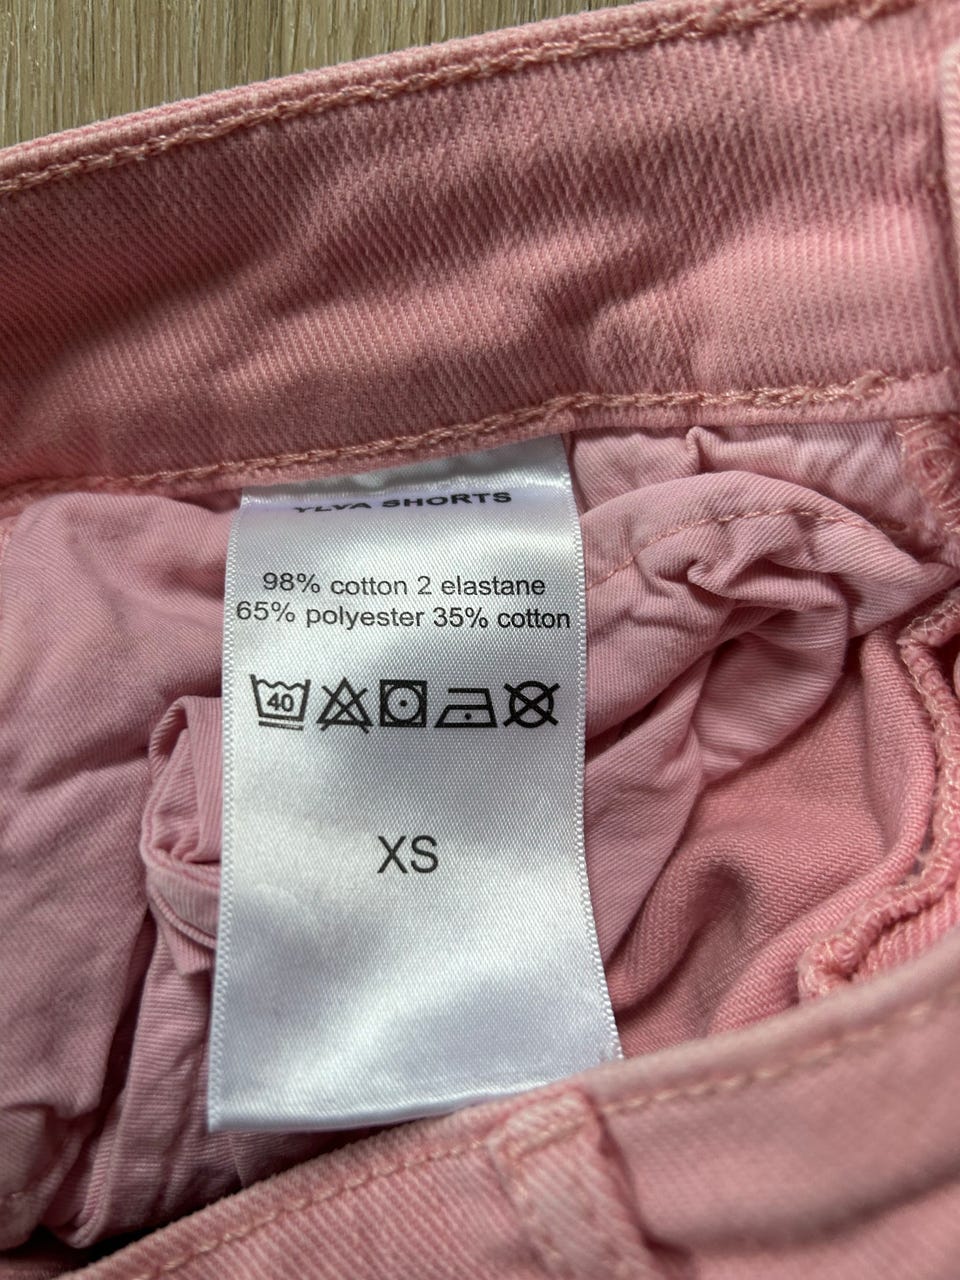 YLVA SHORTS
98% cotton 2 elastane
65% polyester 35% cotton
40
XS